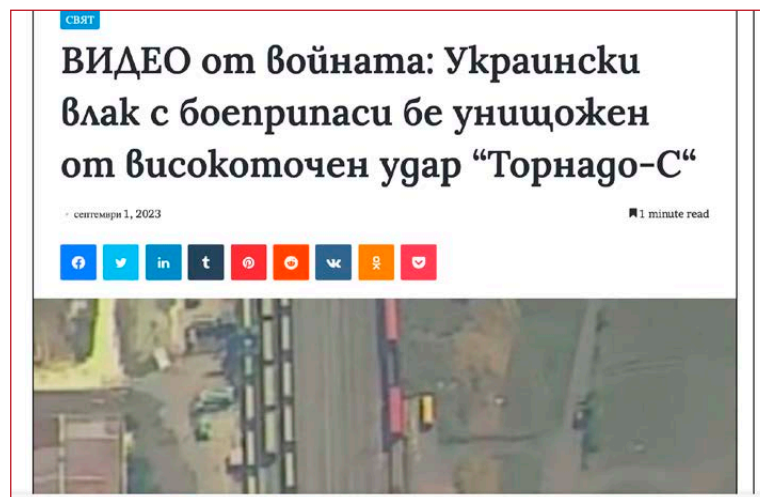 СВЯТ
ВИДЕО от войната: Украински
влак с боеприпаси бе унищожен
от високоточен удар “Торнадо-С“
септември 1, 2023
1 minute read